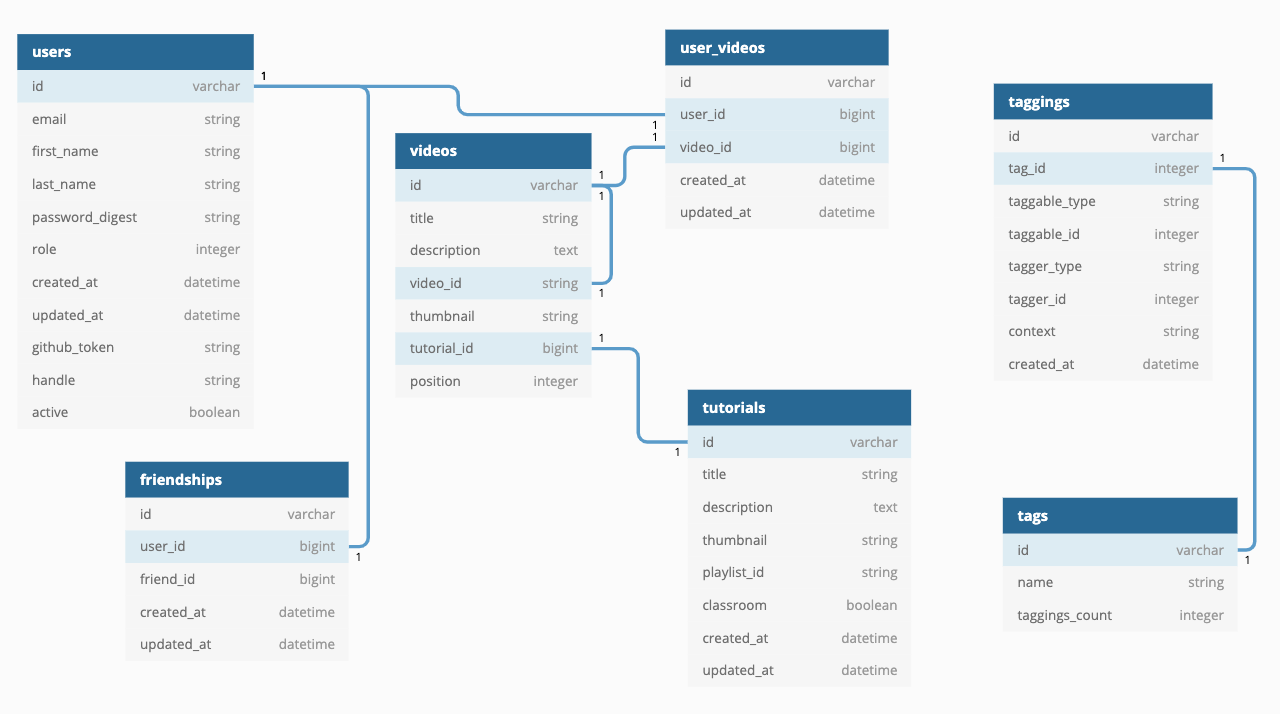 users
id varchar
email string
first_name string
last_name string
password_digest string
role integer
created_at datetime
updated_at datetime
github_token string
handle string
active boolean
1
friendships
id varchar
user_id bigint
friend_id bigint
created_at datetime
updated_at datetime
1
videos
id varchar
title string
description text
video_id string
thumbnail string
tutorial_id bigint
position integer
1
1
1
1
user_videos
id varchar
user_id bigint
video_id bigint
created_at datetime
updated_at datetime
1
1
tutorials
id varchar
title string
description text
thumbnail string
playlist_id string
classroom boolean
created_at datetime
updated_at datetime
1
taggings
id varchar
tag_id integer
taggable_type string
taggable_id integer
tagger_type string
tagger_id integer
context string
created_at datetime
1
tags
id varchar
name string
taggings_count integer
1